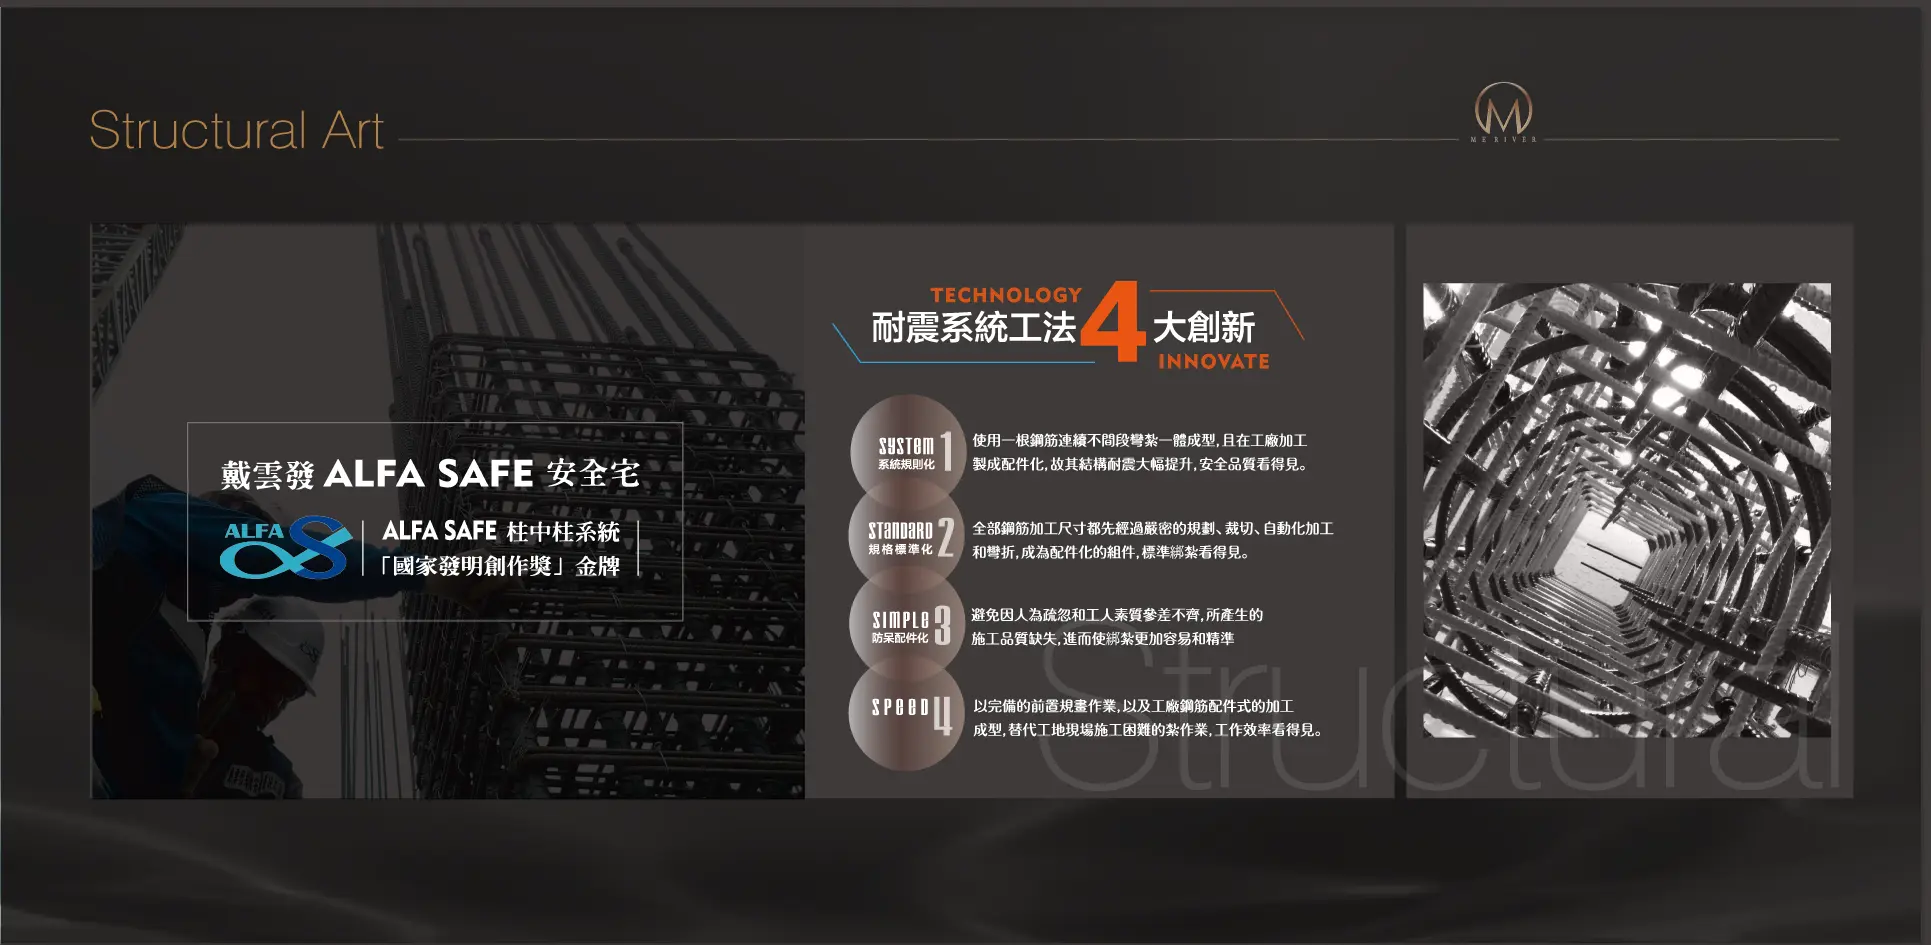 Structural Art
MERIVER
戴雲發 ALFA SAFE 安全宅
ALFA
ALFA SAFE 柱中柱系統
「國家發明創作獎」金牌
TECHNOLOGY
耐震系統工法4大創新
INNOVATE
SYSTEM 1
系統規則化
使用一根鋼筋連續不間段彎紮一體成型,且在工廠加工
製成配件化,故其結構耐震大幅提升,安全品質看得見。
STANDARD 2
規格標準化
全部鋼筋加工尺寸都先經過嚴密的規劃、裁切、自動化加工
和彎折,成為配件化的組件,標準綁紮看得見。
SIMPLE 3
防呆配件化
避免因人為疏忽和工人素質參差不齊,所產生的
施工品質缺失,進而使綁紮更加容易和精準
SPEED 4
以完備的前置規畫作業,以及工廠鋼筋配件式的加工
成型,替代工地現場施工困難的紮作業,工作效率看得見。
Structural